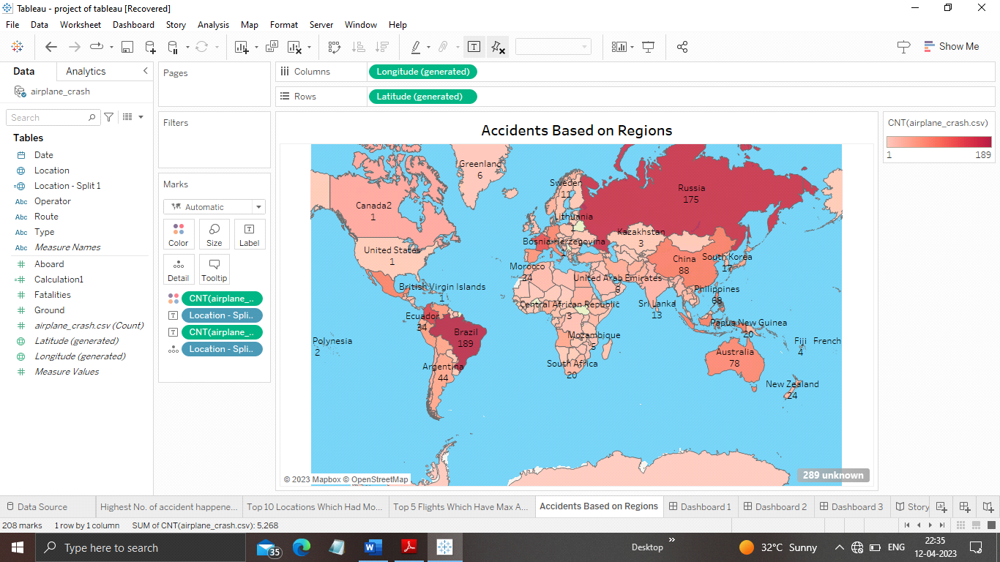 Tableau - project of tableau [Recovered]
File Data Worksheet Dashboard Story Analysis Map Format Server Window Help
Show Me
Data Analytics
airplane_crash
Search
Tables
Date
Location
Location - Split 1
Abc Operator
Abc Route
Abc Type
Abc Measure Names
Aboard
Calculation1
Fatalities
Ground
airplane_crash.csv (Count)
Latitude (generated)
Longitude (generated)
Measure Values
Pages
Filters
Marks
Automatic
Color Size Label
Detail Tooltip
CNT(airplane_..
Location - Spli..
CNT(airplane_..
Location - Spli..
Columns Longitude (generated)
Rows Latitude (generated)
Accidents Based on Regions
Greenland
6
Sweden
11
Russia
175
Canada2
1
Lithuania
1
Kazakhstan
3
United States
1
Bosnia-Herzegovina
1
China
88
South Korea
17
Morocco
24
United Arab Emirates
6
British Virgin Islands
1
Philippines
68
Central African Republic
3
Sri Lanka
13
Ecuador
34
Papua New Guinea
20
Brazil
189
Mozambique
5
Polynesia
2
Fiji
4
French
Australia
78
Argentina
44
South Africa
20
New Zealand
24
© 2023 Mapbox © OpenStreetMap
289 unknown
CNT(airplane_crash.csv)
1 189
Data Source Highest No. of accident happene... Top 10 Locations Which Had Mo... Top 5 Flights Which Have Max A... Accidents Based on Regions Dashboard 1 Dashboard 2 Dashboard 3 Story
208 marks 1 row by 1 column SUM of CNT(airplane_crash.csv): 5,268
Type here to search
35
Desktop
32°C Sunny
ENG
22:35
12-04-2023